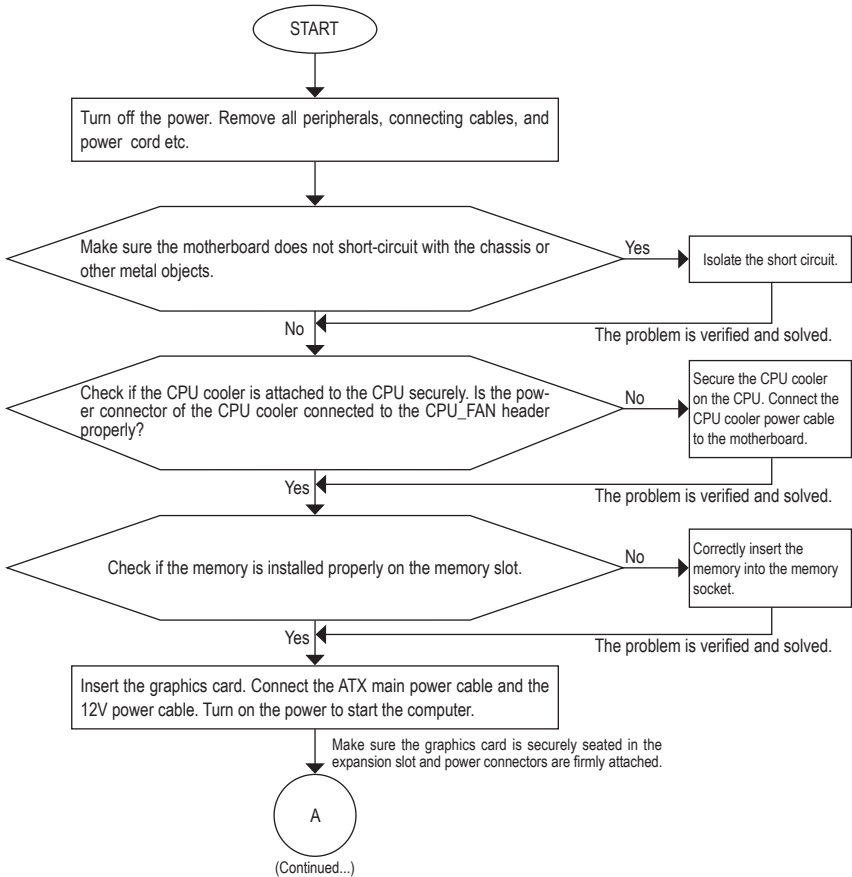 START
Turn off the power. Remove all peripherals, connecting cables, and
power cord etc.
Make sure the motherboard does not short-circuit with the chassis or
other metal objects.
Yes
Isolate the short circuit.
No
The problem is verified and solved.
Check if the CPU cooler is attached to the CPU securely. Is the pow-
er connector of the CPU cooler connected to the CPU_FAN header
properly?
No
Secure the CPU cooler
on the CPU. Connect the
CPU cooler power cable
to the motherboard.
Yes
The problem is verified and solved.
Check if the memory is installed properly on the memory slot.
No
Correctly insert the
memory into the memory
socket.
Yes
The problem is verified and solved.
Insert the graphics card. Connect the ATX main power cable and the
12V power cable. Turn on the power to start the computer.
Make sure the graphics card is securely seated in the
expansion slot and power connectors are firmly attached.
A
(Continued...)